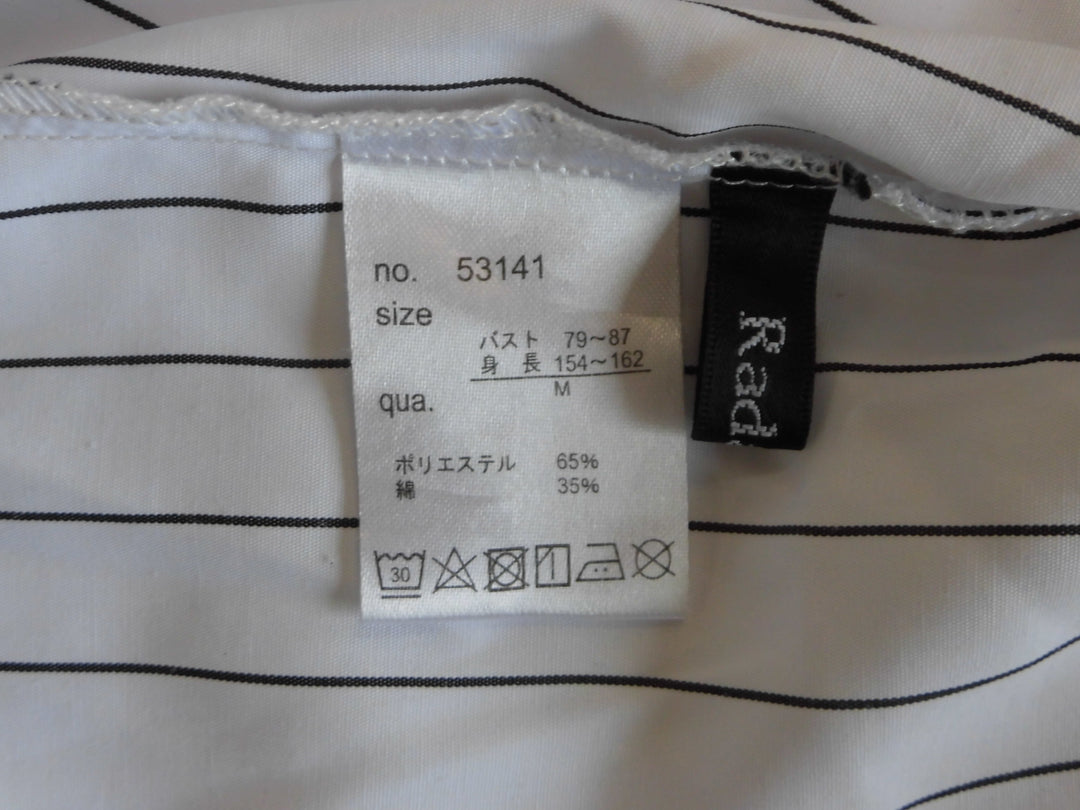 no. 53141
size
バスト 79～87
身 長 154～162
M
qua.
ポリエステル 65%
綿 35%
30
Rad